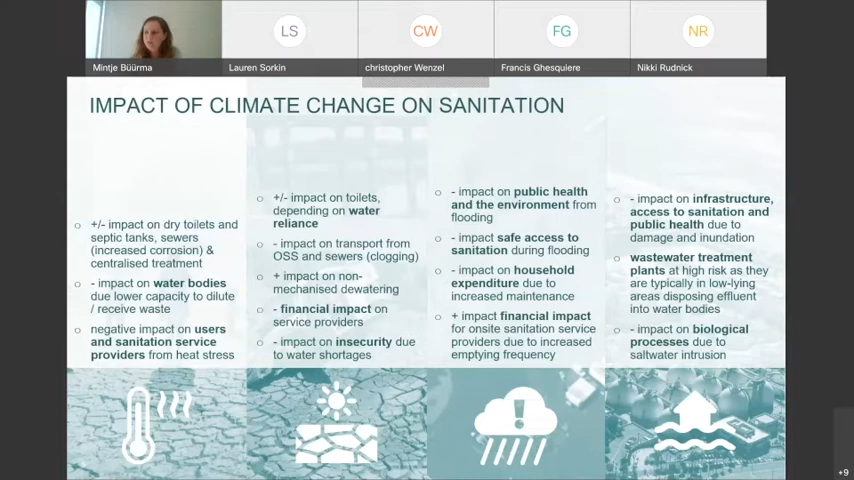 LS
CW
FG
NR
Mintje Büürma
Lauren Sorkin
christopher Wenzel
Francis Ghesquiere
Nikki Rudnick
IMPACT OF CLIMATE CHANGE ON SANITATION
+/- impact on dry toilets and
septic tanks, sewers
(increased corrosion) &
centralised treatment
- impact on water bodies
due lower capacity to dilute
/ receive waste
negative impact on users
and sanitation service
providers from heat stress
+/- impact on toilets,
depending on water
reliance
- impact on transport from
OSS and sewers (clogging)
+ impact on non-
mechanised dewatering
- financial impact on
service providers
- impact on insecurity due
to water shortages
- impact on public health
and the environment from
flooding
- impact safe access to
sanitation during flooding
- impact on household
expenditure due to
increased maintenance
+ impact financial impact
for onsite sanitation service
providers due to increased
emptying frequency
- impact on infrastructure,
access to sanitation and
public health due to
damage and inundation
wastewater treatment
plants at high risk as they
are typically in low-lying
areas disposing effluent
into water bodies
- impact on biological
processes due to
saltwater intrusion
+9